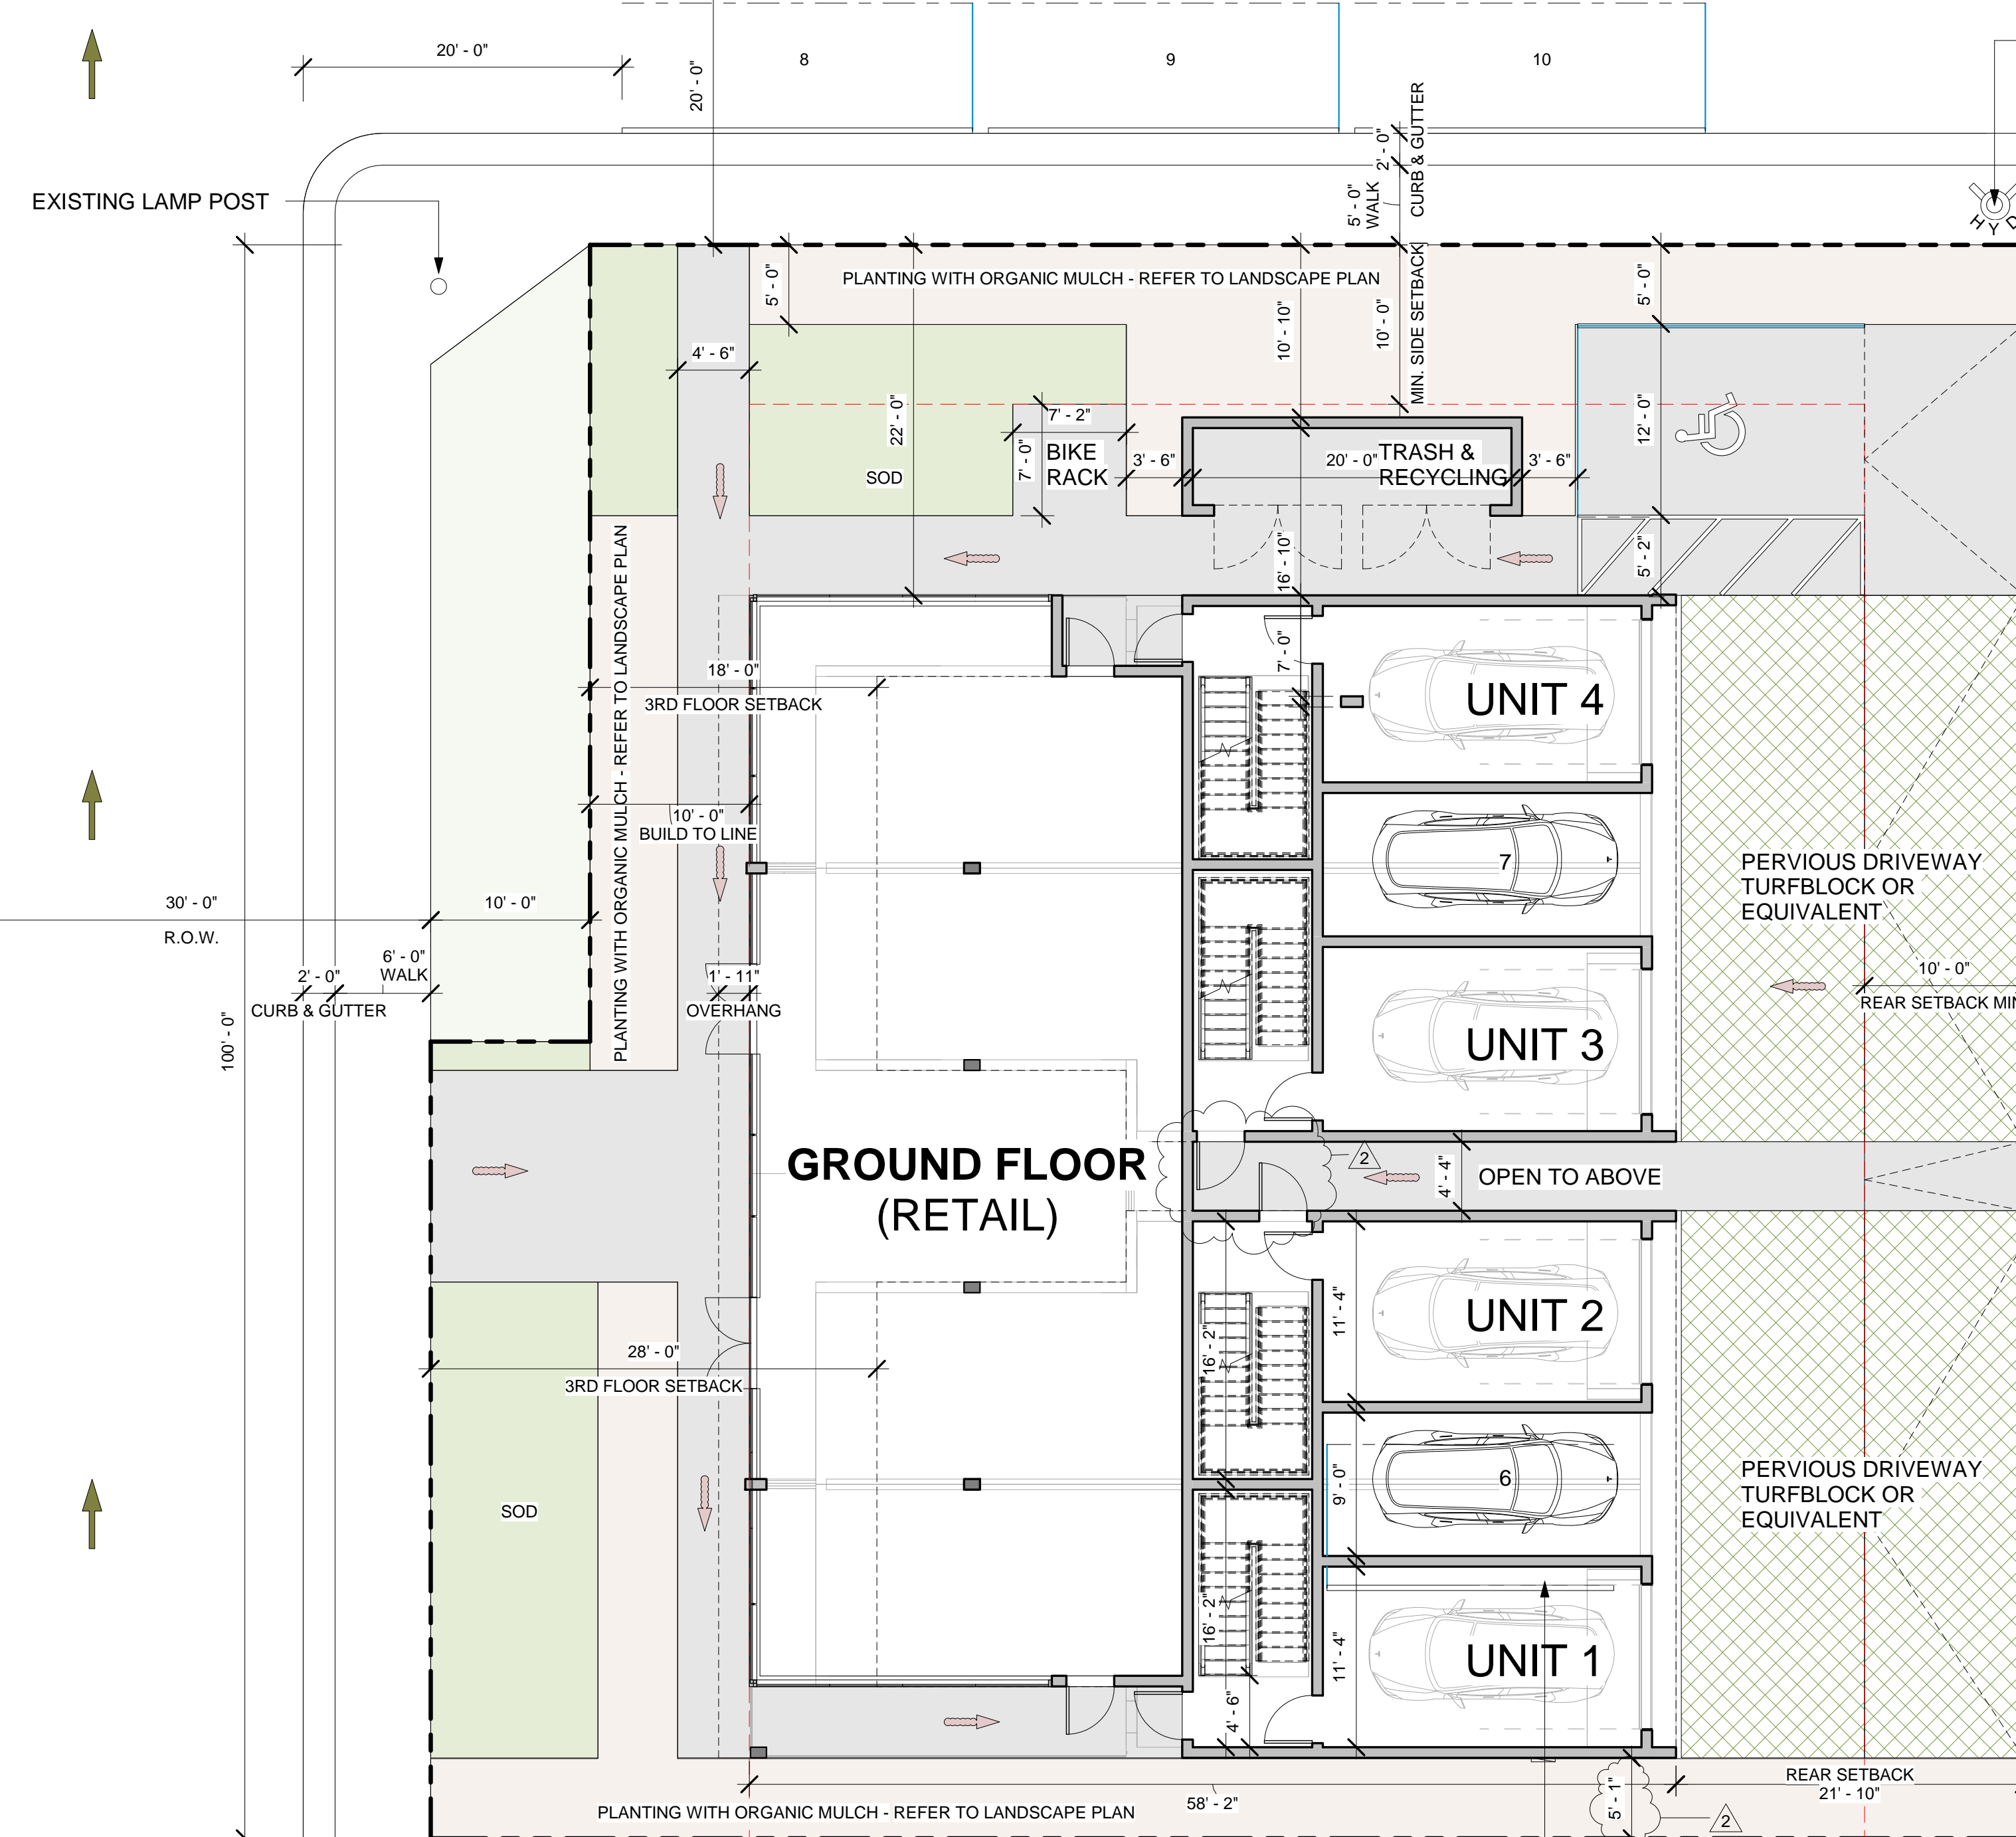 20' - 0"
20' - 0"
8
9
10
2' - 0"
CURB & GUTTER
5' - 0"
WALK
EXISTING LAMP POST
H Y D
PLANTING WITH ORGANIC MULCH - REFER TO LANDSCAPE PLAN
5' - 0"
10' - 10"
10' - 0"
MIN. SIDE SETBACK
5' - 0"
4' - 6"
22' - 0"
7' - 2"
7' - 0"
BIKE
RACK
SOD
3' - 6"
20' - 0"
TRASH &
RECYCLING
3' - 6"
12' - 0"
16' - 10"
5' - 2"
PLANTING WITH ORGANIC MULCH - REFER TO LANDSCAPE PLAN
18' - 0"
3RD FLOOR SETBACK
7' - 0"
UNIT 4
10' - 0"
BUILD TO LINE
7
PERVIOUS DRIVEWAY
TURFBLOCK OR
EQUIVALENT
30' - 0"
R.O.W.
10' - 0"
6' - 0"
WALK
2' - 0"
CURB & GUTTER
1' - 11"
OVERHANG
10' - 0"
REAR SETBACK MIN
100' - 0"
UNIT 3
GROUND FLOOR
(RETAIL)
2
4' - 4"
OPEN TO ABOVE
28' - 0"
3RD FLOOR SETBACK
16' - 2"
11' - 4"
UNIT 2
SOD
9' - 0"
6
PERVIOUS DRIVEWAY
TURFBLOCK OR
EQUIVALENT
16' - 2"
11' - 4"
UNIT 1
4' - 6"
PLANTING WITH ORGANIC MULCH - REFER TO LANDSCAPE PLAN
58' - 2"
5' - 1"
2
REAR SETBACK
21' - 10"